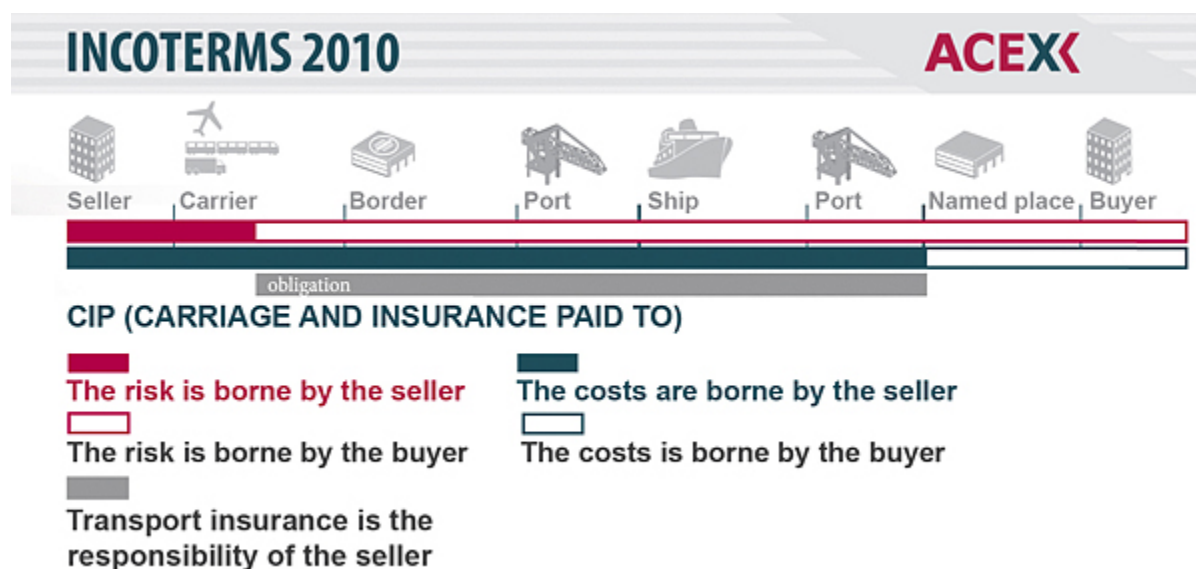 INCOTERMS 2010
ACEX
Seller Carrier Border Port Ship Port Named place Buyer
obligation
CIP (CARRIAGE AND INSURANCE PAID TO)
The risk is borne by the seller
The costs are borne by the seller
The risk is borne by the buyer
The costs is borne by the buyer
Transport insurance is the
responsibility of the seller